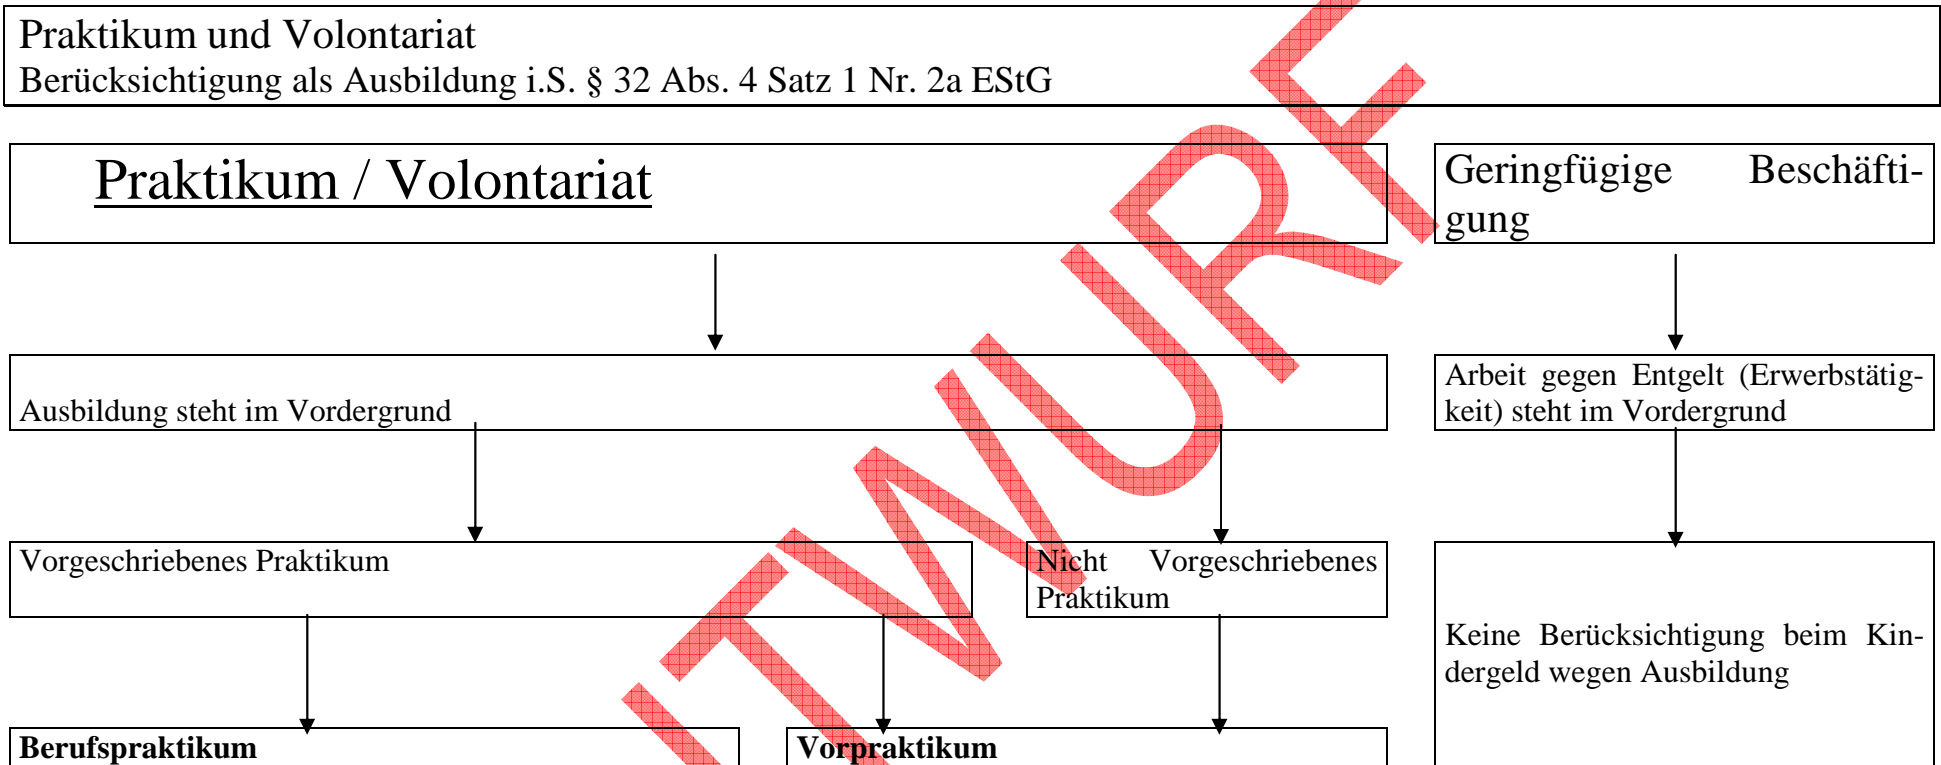 Praktikum und Volontariat
Berücksichtigung als Ausbildung i.S. § 32 Abs. 4 Satz 1 Nr. 2a EStG
Praktikum / Volontariat
Geringfügige Beschäfti-
gung
Ausbildung steht im Vordergrund
Arbeit gegen Entgelt (Erwerbstätig-
keit) steht im Vordergrund
Vorgeschriebenes Praktikum
Nicht Vorgeschriebenes
Praktikum
Keine Berücksichtigung beim Kin-
dergeld wegen Ausbildung
Berufspraktikum
Vorpraktikum
TWURF